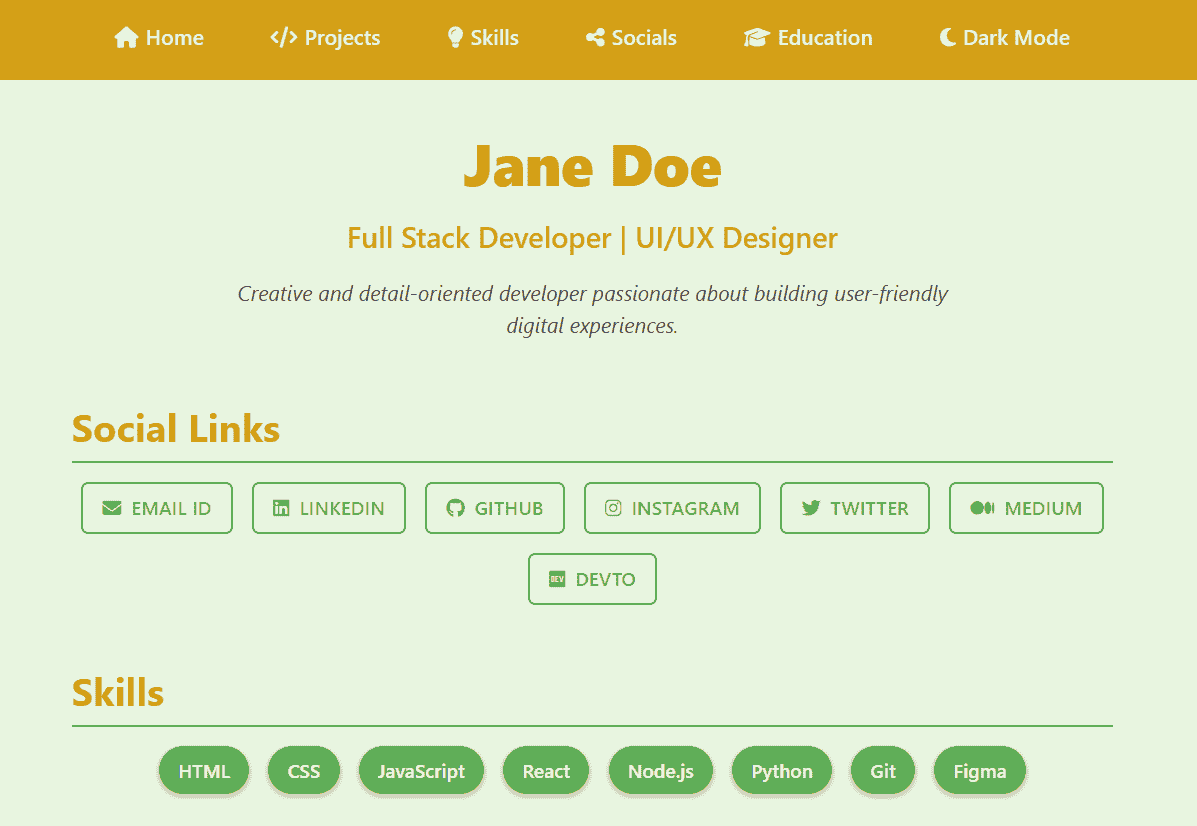 Home Projects Skills Socials Education Dark Mode
Jane Doe
Full Stack Developer | UI/UX Designer
Creative and detail-oriented developer passionate about building user-friendly
digital experiences.
Social Links
EMAIL ID LINKEDIN GITHUB INSTAGRAM TWITTER MEDIUM
DEV DEVTO
Skills
HTML CSS JavaScript React Node.js Python Git Figma